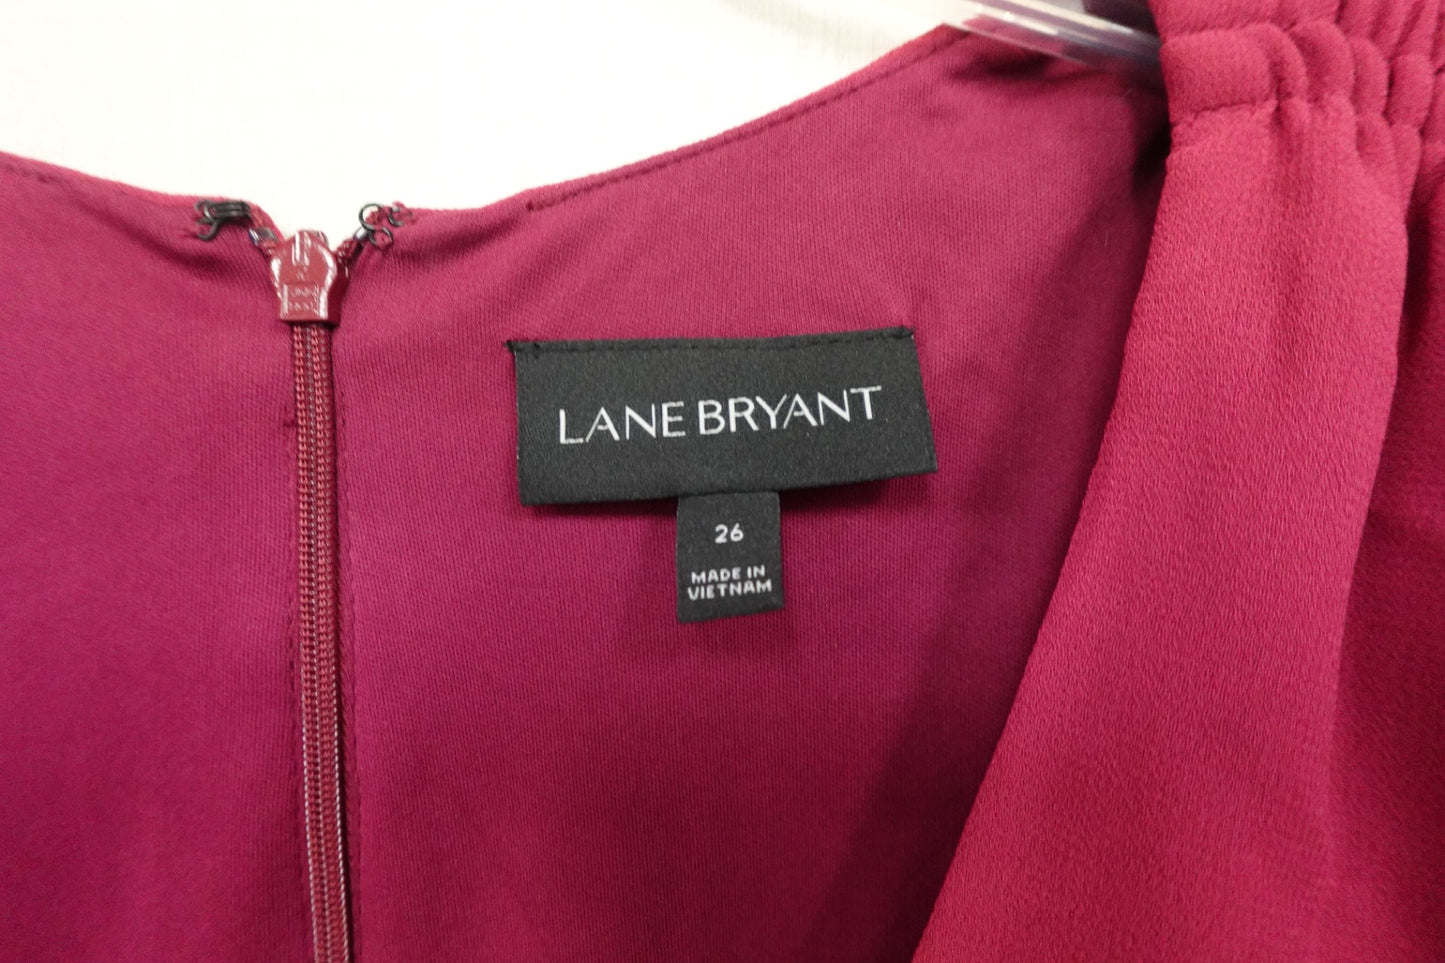 LANE BRYANT
26
MADE IN
VIETNAM